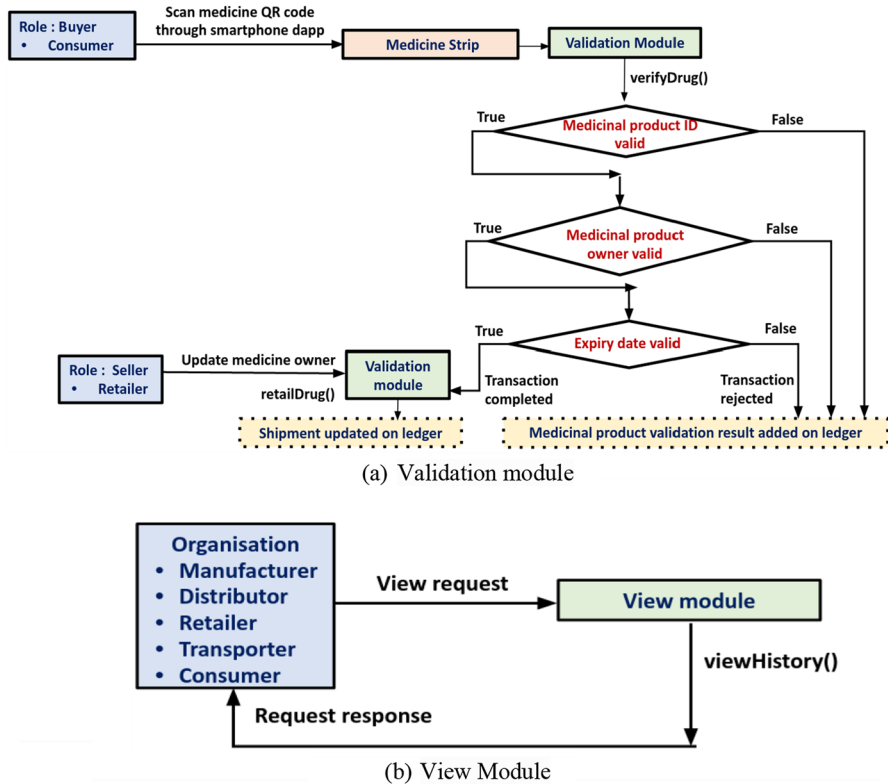 Role : Buyer
• Consumer
Scan medicine QR code
through smartphone dapp
Medicine Strip
Validation Module
verifyDrug()
True
Medicinal product ID
valid
False
True
Medicinal product
owner valid
False
True
Expiry date valid
False
Role : Seller
• Retailer
Update medicine owner
retailDrug()
Validation
module
Transaction
completed
Transaction
rejected
Shipment updated on ledger
Medicinal product validation result added on ledger
(a) Validation module
Organisation
• Manufacturer
• Distributor
• Retailer
• Transporter
• Consumer
View request
View module
viewHistory()
Request response
(b) View Module